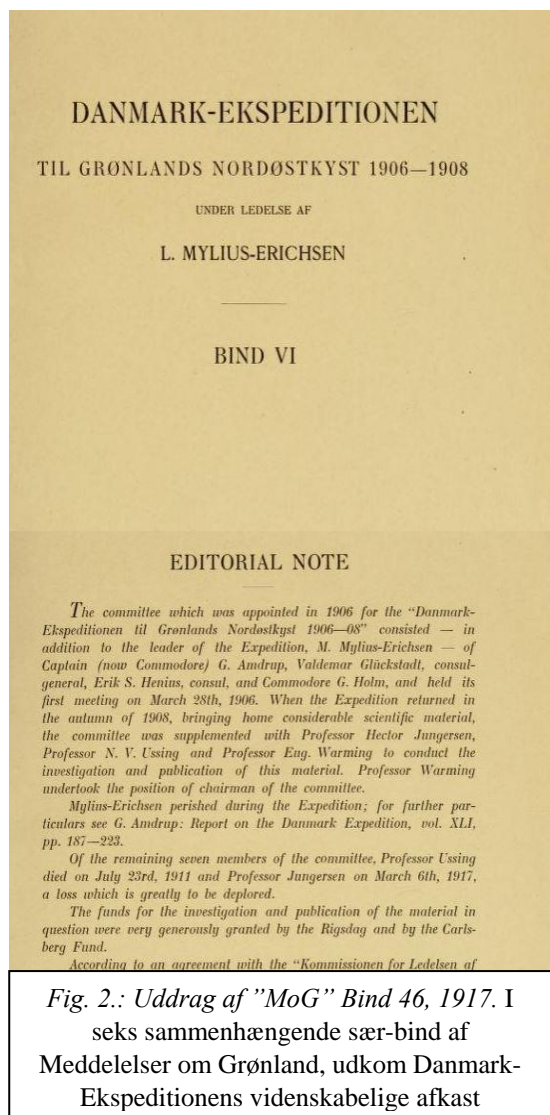 DANMARK-EKSPEDITIONEN
TIL GRØNLANDS NORDØSTKYST 1906—1908
UNDER LEDELSE AF
L. MYLIUS-ERICHSEN
BIND VI
EDITORIAL NOTE
The committee which was appointed in 1906 for the “Danmark-
Ekspeditionen til Grønlands Nordøstkyst 1906—08” consisted — in
addition to the leader of the Expedition, M. Mylius-Erichsen — of
Captain (now Commodore) G. Amdrup, Valdemar Glückstadt, consul-
general, Erik S. Henius, consul, and Commodore G. Holm, and held its
first meeting on March 28th, 1906. When the Expedition returned in
the autumn of 1908, bringing home considerable scientific material,
the committee was supplemented with Professor Hector Jungersen,
Professor N. V. Ussing and Professor Eug. Warming to conduct the
investigation and publication of this material. Professor Warming
undertook the position of chairman of the committee.
Mylius-Erichsen perished during the Expedition; for further par-
ticulars see G. Amdrup: Report on the Danmark Expedition, vol. XLI,
pp. 187—223.
Of the remaining seven members of the committee, Professor Ussing
died on July 23rd, 1911 and Professor Jungersen on March 6th, 1917,
a loss which is greatly to be deplored.
The funds for the investigation and publication of the material in
question were very generously granted by the Rigsdag and by the Carls-
berg Fund.
According to an agreement with the “Kommissionen for Ledelsen af
Fig. 2.: Uddrag af ”MoG” Bind 46, 1917. I
seks sammenhængende sær-bind af
Meddelelser om Grønland, udkom Danmark-
Ekspeditionens videnskabelige afkast